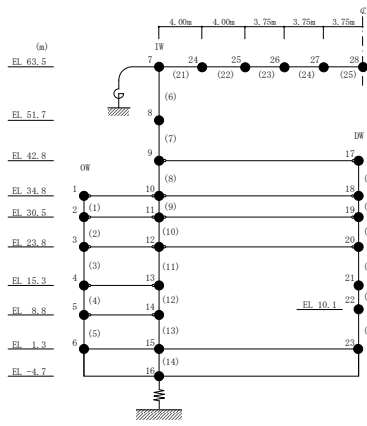 ℄
4.00m 4.00m 3.75m 3.75m 3.75m
(m) IW
EL 63.5 7 24 25 26 27 28
(21) (22) (23) (24) (25)
(6)
EL 51.7 8
(7)
DW
EL 42.8 9 17
OW (8)
EL 34.8 1 10 18
(1) (9)
EL 30.5 2 11 19
(2) (10)
EL 23.8 3 12 20
(3) (11)
EL 15.3 4 13 21
(4) (12) EL 10.1 22
EL 8.8 5 14
(5) (13)
EL 1.3 6 15 23
(14)
EL -4.7 16